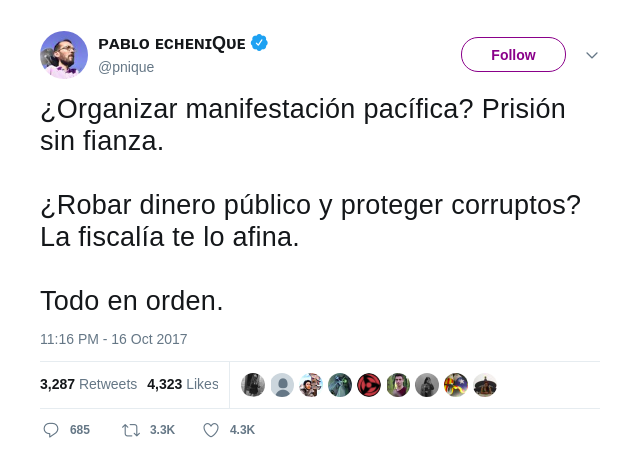 PABLO ECHENIQUE
@pnique
Follow
¿Organizar manifestación pacífica? Prisión
sin fianza.
¿Robar dinero público y proteger corruptos?
La fiscalía te lo afina.
Todo en orden.
11:16 PM - 16 Oct 2017
3,287 Retweets 4,323 Likes
685 3.3K 4.3K